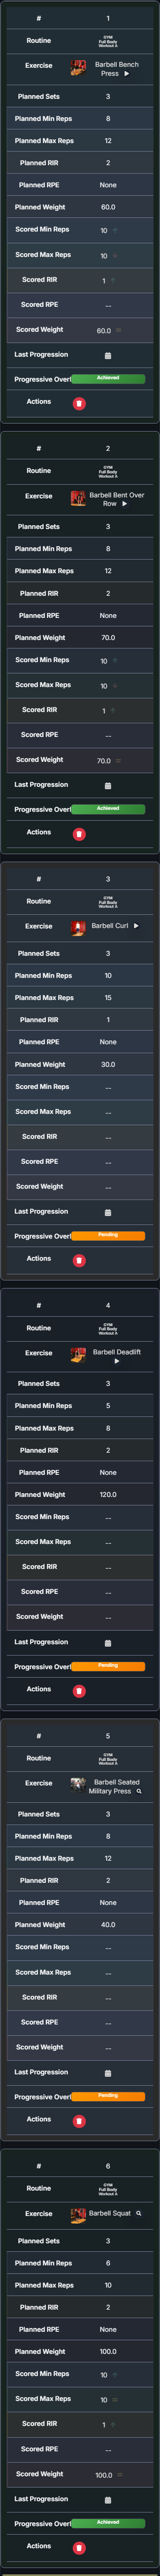 # 1
Routine GYM
Full Body
Workout A
Exercise Barbell Bench
Press
Planned Sets 3
Planned Min Reps 8
Planned Max Reps 12
Planned RIR 2
Planned RPE None
Planned Weight 60.0
Scored Min Reps 10 ↑
Scored Max Reps 10 ↓
Scored RIR 1 ↑
Scored RPE --
Scored Weight 60.0 =
Last Progression
Progressive Overl Achieved
Actions
# 2
Routine GYM
Full Body
Workout A
Exercise Barbell Bent Over
Row
Planned Sets 3
Planned Min Reps 8
Planned Max Reps 12
Planned RIR 2
Planned RPE None
Planned Weight 70.0
Scored Min Reps 10 ↑
Scored Max Reps 10 ↓
Scored RIR 1 ↑
Scored RPE --
Scored Weight 70.0 =
Last Progression
Progressive Overl Achieved
Actions
# 3
Routine GYM
Full Body
Workout A
Exercise Barbell Curl
Planned Sets 3
Planned Min Reps 10
Planned Max Reps 15
Planned RIR 1
Planned RPE None
Planned Weight 30.0
Scored Min Reps --
Scored Max Reps --
Scored RIR --
Scored RPE --
Scored Weight --
Last Progression
Progressive Overl Pending
Actions
# 4
Routine GYM
Full Body
Workout A
Exercise Barbell Deadlift
Planned Sets 3
Planned Min Reps 5
Planned Max Reps 8
Planned RIR 2
Planned RPE None
Planned Weight 120.0
Scored Min Reps --
Scored Max Reps --
Scored RIR --
Scored RPE --
Scored Weight --
Last Progression
Progressive Overl Pending
Actions
# 5
Routine GYM
Full Body
Workout A
Exercise Barbell Seated
Military Press
Planned Sets 3
Planned Min Reps 8
Planned Max Reps 12
Planned RIR 2
Planned RPE None
Planned Weight 40.0
Scored Min Reps --
Scored Max Reps --
Scored RIR --
Scored RPE --
Scored Weight --
Last Progression
Progressive Overl Pending
Actions
# 6
Routine GYM
Full Body
Workout A
Exercise Barbell Squat
Planned Sets 3
Planned Min Reps 6
Planned Max Reps 10
Planned RIR 2
Planned RPE None
Planned Weight 100.0
Scored Min Reps 10 ↑
Scored Max Reps 10 =
Scored RIR 1 ↑
Scored RPE --
Scored Weight 100.0 =
Last Progression
Progressive Overl Achieved
Actions